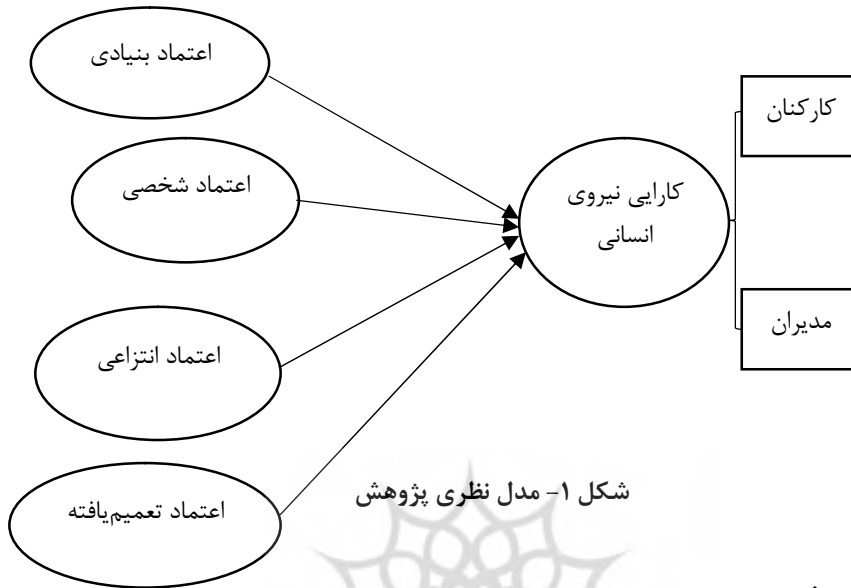 اعتماد بنیادی
کارکنان
اعتماد شخصی
کارایی نیروی
انسانی
مدیران
اعتماد انتزاعی
اعتماد تعمیم‌یافته
شکل ۱- مدل نظری پژوهش